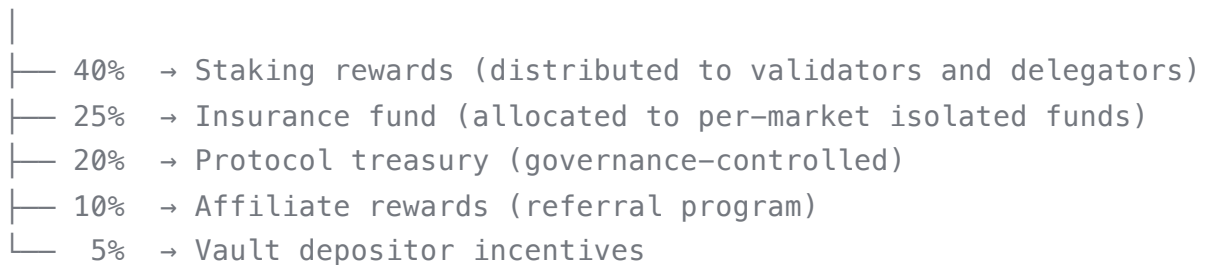 │
├── 40%  → Staking rewards (distributed to validators and delegators)
├── 25%  → Insurance fund (allocated to per-market isolated funds)
├── 20%  → Protocol treasury (governance-controlled)
├── 10%  → Affiliate rewards (referral program)
└──  5%  → Vault depositor incentives